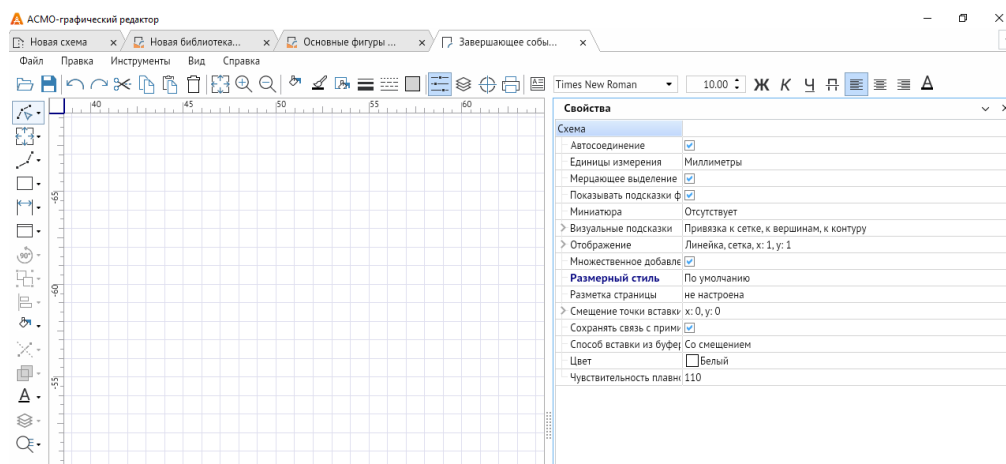 АСМО-графический редактор
Новая схема x Новая библиотека... x Основные фигуры ... x Завершающее собы... x
Файл Правка Инструменты Вид Справка
Times New Roman 10.00 Ж К Ч П А
40 45 50 55 60
Свойства
Схема
Автосоединение
Единицы измерения Миллиметры
Мерцающее выделение
Показывать подсказки ф
-65
Миниатюра Отсутствует
Визуальные подсказки Привязка к сетке, к вершинам, к контуру
Отображение Линейка, сетка, x: 1, y: 1
90°
Множественное добавле
Размерный стиль По умолчанию
-60
Разметка страницы не настроена
Смещение точки вставки x: 0, y: 0
Сохранять связь с прими
Способ вставки из буфер Со смещением
Цвет Белый
Чувствительность плавн 110
-55
А